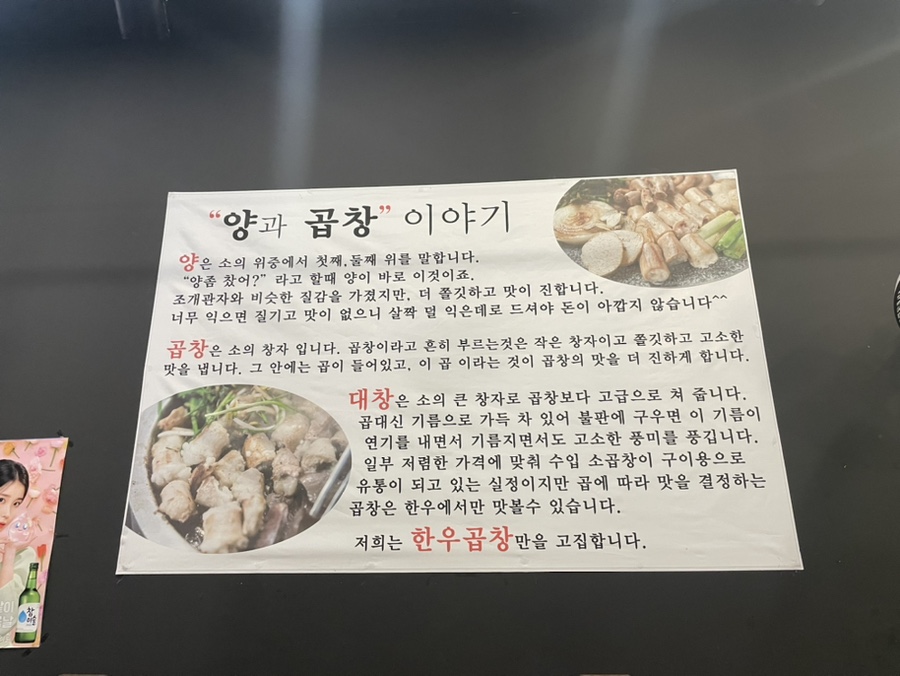 “양과 곱창” 이야기
양은 소의 위중에서 첫째,둘째 위를 말합니다.
“양좀 찼어?” 라고 할때 양이 바로 이것이죠.
조개관자와 비슷한 질감을 가졌지만, 더 쫄깃하고 맛이 진합니다.
너무 익으면 질기고 맛이 없으니 살짝 덜 익은데로 드셔야 돈이 아깝지 않습니다^^
곱창은 소의 창자 입니다. 곱창이라고 흔히 부르는것은 작은 창자이고 쫄깃하고 고소한
맛을 냅니다. 그 안에는 곱이 들어있고, 이 곱 이라는 것이 곱창의 맛을 더 진하게 합니다.
대창은 소의 큰 창자로 곱창보다 고급으로 쳐 줍니다.
곱대신 기름으로 가득 차 있어 불판에 구우면 이 기름이
연기를 내면서 기름지면서도 고소한 풍미를 풍깁니다.
일부 저렴한 가격에 맞춰 수입 소곱창이 구이용으로
유통이 되고 있는 실정이지만 곱에 따라 맛을 결정하는
곱창은 한우에서만 맛볼수 있습니다.
저희는 한우곱창만을 고집합니다.